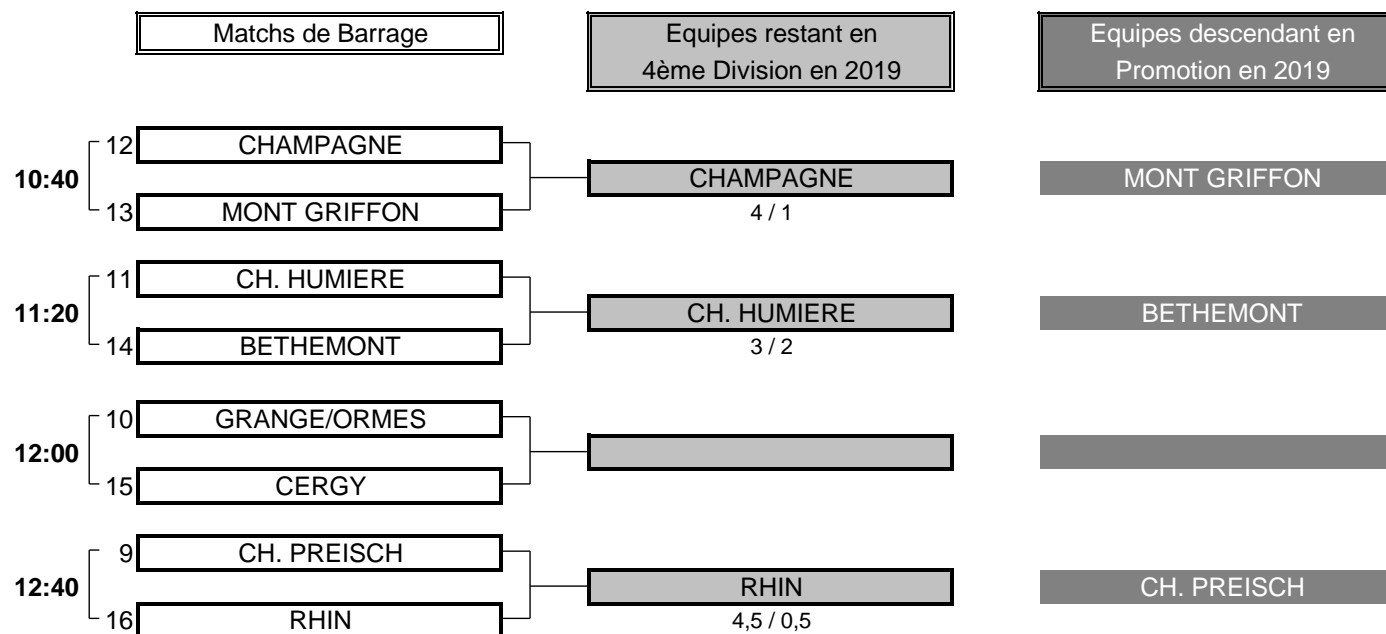 Matchs de Barrage
Equipes restant en
4ème Division en 2019
Equipes descendant en
Promotion en 2019
10:40
12 CHAMPAGNE
13 MONT GRIFFON
CHAMPAGNE
4 / 1
MONT GRIFFON
11:20
11 CH. HUMIERE
14 BETHEMONT
CH. HUMIERE
3 / 2
BETHEMONT
12:00
10 GRANGE/ORMES
15 CERGY
12:40
9 CH. PREISCH
16 RHIN
RHIN
4,5 / 0,5
CH. PREISCH